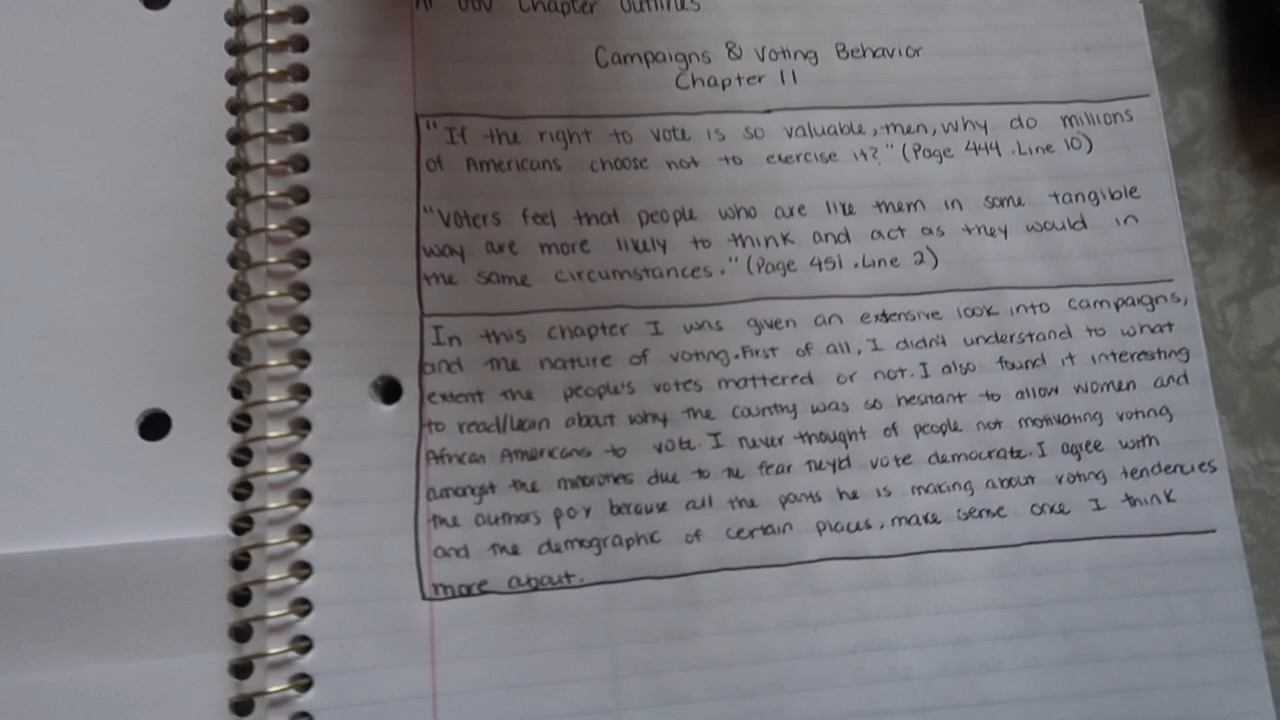 AP Gov Chapter Outlines
Campaigns & Voting Behavior
Chapter 11
"If the right to vote is so valuable, then, why do millions
of Americans choose not to exercise it?" (Page 444 . Line 10)
"Voters feel that people who are like them in some tangible
way are more likely to think and act as they would in
the same circumstances." (Page 451 . Line 2)
In this chapter I was given an extensive look into campaigns,
and the nature of voting. First of all, I didn't understand to what
extent the people's votes mattered or not. I also found it interesting
to read/learn about why the country was so hesitant to allow women and
African Americans to vote. I never thought of people not motivating voting
amongst the minorities due to the fear they'd vote democrate. I agree with
the authors pov because all the points he is making about voting tendencies
and the demographic of certain places, make sense once I think
more about.